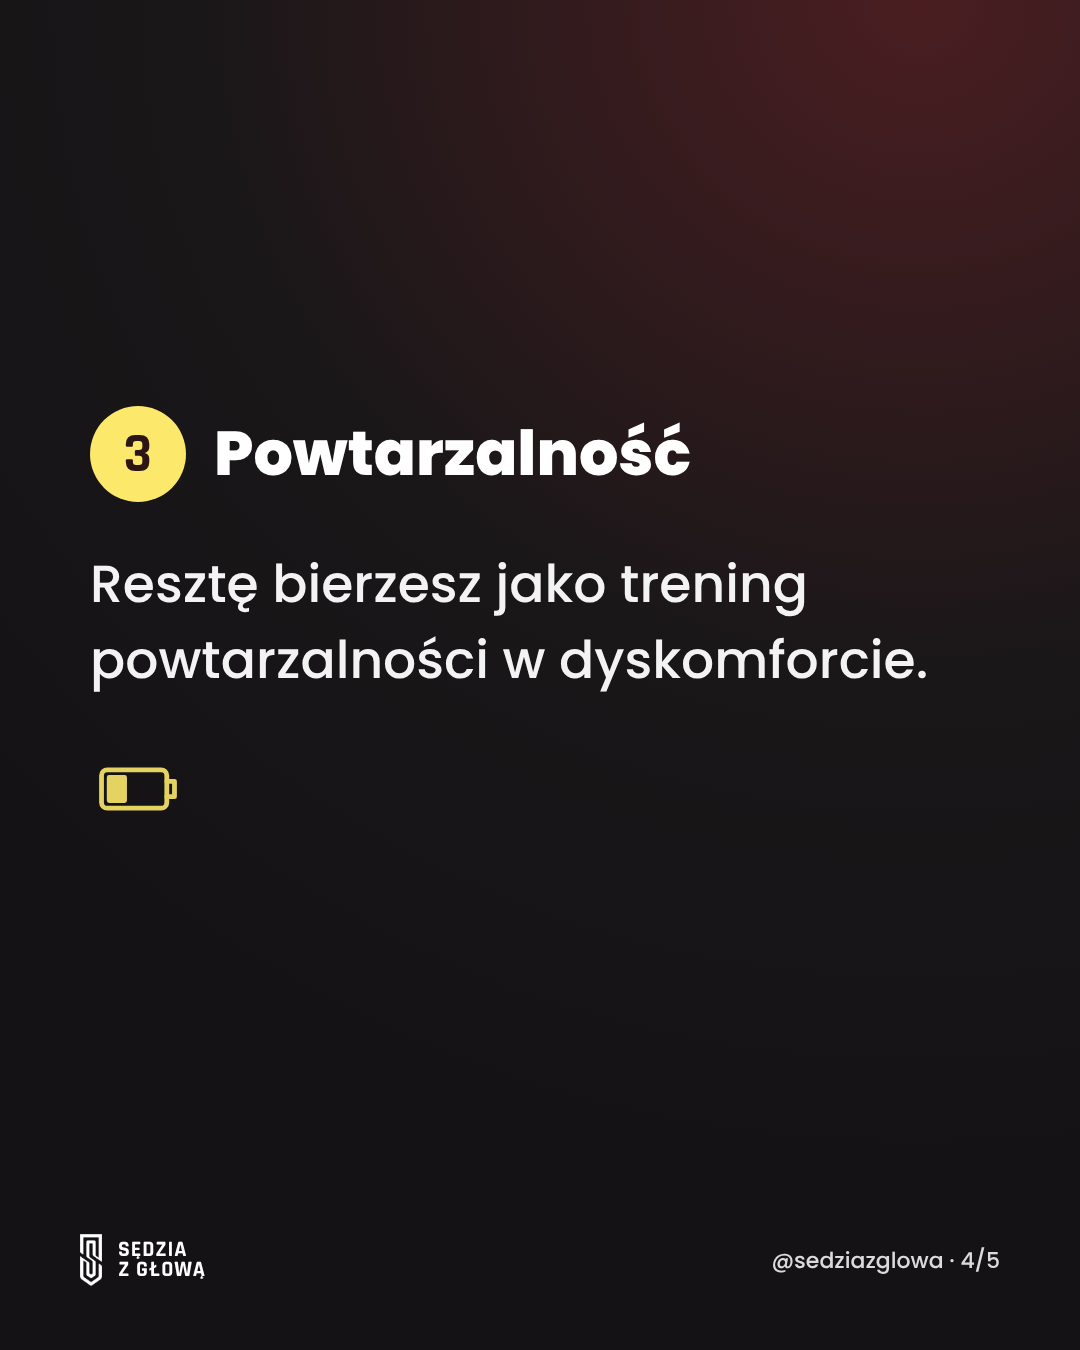 3 Powtarzalność
Resztę bierzesz jako trening
powtarzalności w dyskomforcie.
SĘDZIA
Z GŁOWĄ
@sedziazglowa · 4/5